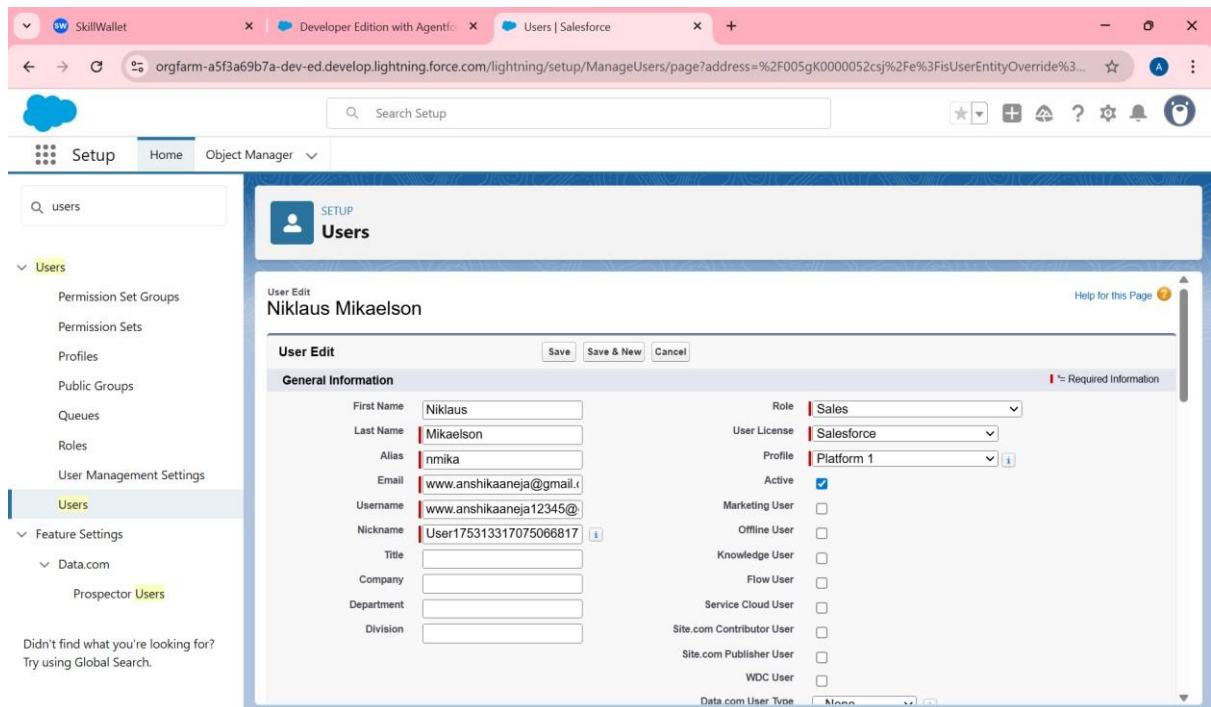 SW SkillWallet
Developer Edition with Agentfo
Users | Salesforce
orgfarm-a5f3a69b7a-dev-ed.develop.lightning.force.com/lightning/setup/ManageUsers/page?address=%2F005gK0000052csj%2Fe%3FisUserEntityOverride%3...
A
Search Setup
Setup Home Object Manager
users
Users
Permission Set Groups
Permission Sets
Profiles
Public Groups
Queues
Roles
User Management Settings
Users
Feature Settings
Data.com
Prospector Users
Didn't find what you're looking for?
Try using Global Search.
SETUP
Users
User Edit
Niklaus Mikaelson
Help for this Page ?
User Edit Save Save & New Cancel
General Information != Required Information
First Name Niklaus
Last Name Mikaelson
Alias nmika
Email www.anshikaaneja@gmail.c
Username www.anshikaaneja12345@
Nickname User175313317075066817 i
Title
Company
Department
Division
Role Sales
User License Salesforce
Profile Platform 1 i
Active
Marketing User
Offline User
Knowledge User
Flow User
Service Cloud User
Site.com Contributor User
Site.com Publisher User
WDC User
Data.com User Type --None--